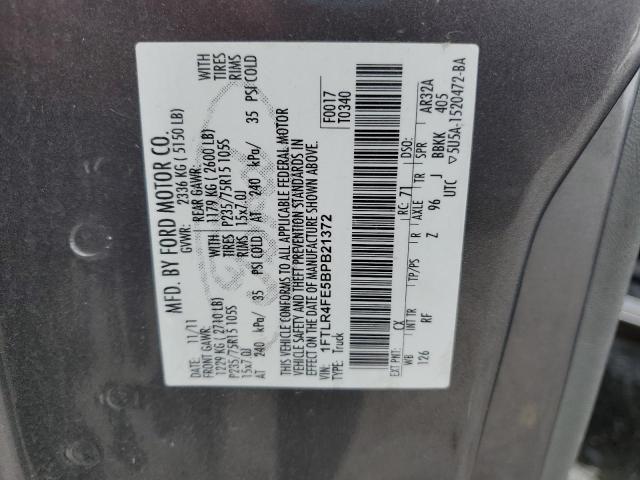 MFD. BY FORD MOTOR CO.
DATE: 11/11
GVWR: 2336 KG ( 5150 LB)
FRONT GAWR:
1229 KG ( 2710 LB)
P235/75R15 105S
15x7.0J
AT 240 kPa/ 35 PSI COLD
WITH
TIRES
RIMS
REAR GAWR:
1179 KG ( 2600 LB)
P235/75R15 105S
15x7.0J
AT 240 kPa/ 35 PSI COLD
WITH
TIRES
RIMS
THIS VEHICLE CONFORMS TO ALL APPLICABLE FEDERAL MOTOR
VEHICLE SAFETY AND THEFT PREVENTION STANDARDS IN
EFFECT ON THE DATE OF MANUFACTURE SHOWN ABOVE.
VIN: 1FTLR4FE5BPB21372
TYPE: Truck
F0017
T0340
EXT PNT: CX RC: 71 DSO:
WB INT TR TP/PS R AXLE TR SPR AR32A
126 RF Z 96 J BBKK 405
UTC ▽5U5A-1520472-BA